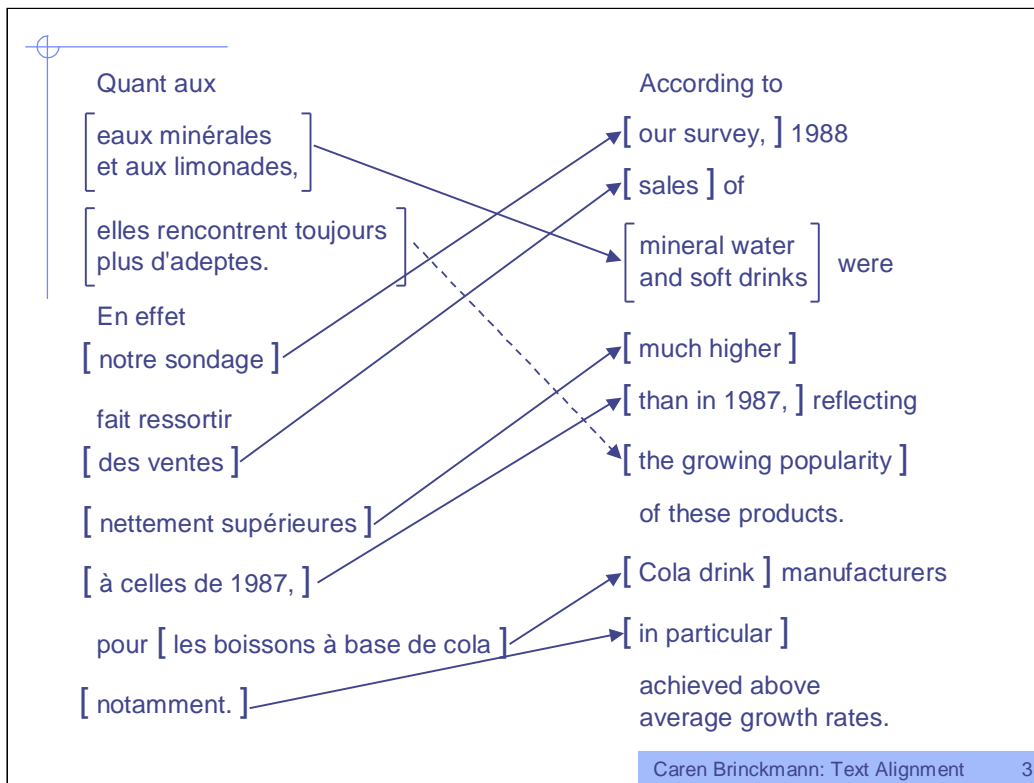 Quant aux
[ eaux minérales
et aux limonades, ]
[ elles rencontrent toujours
plus d'adeptes. ]
En effet
[ notre sondage ]
fait ressortir
[ des ventes ]
[ nettement supérieures ]
[ à celles de 1987, ]
pour [ les boissons à base de cola ]
[ notamment. ]
According to
[ our survey, ] 1988
[ sales ] of
[ mineral water
and soft drinks ] were
[ much higher ]
[ than in 1987, ] reflecting
[ the growing popularity ]
of these products.
[ Cola drink ] manufacturers
[ in particular ]
achieved above
average growth rates.
Caren Brinckmann: Text Alignment 3